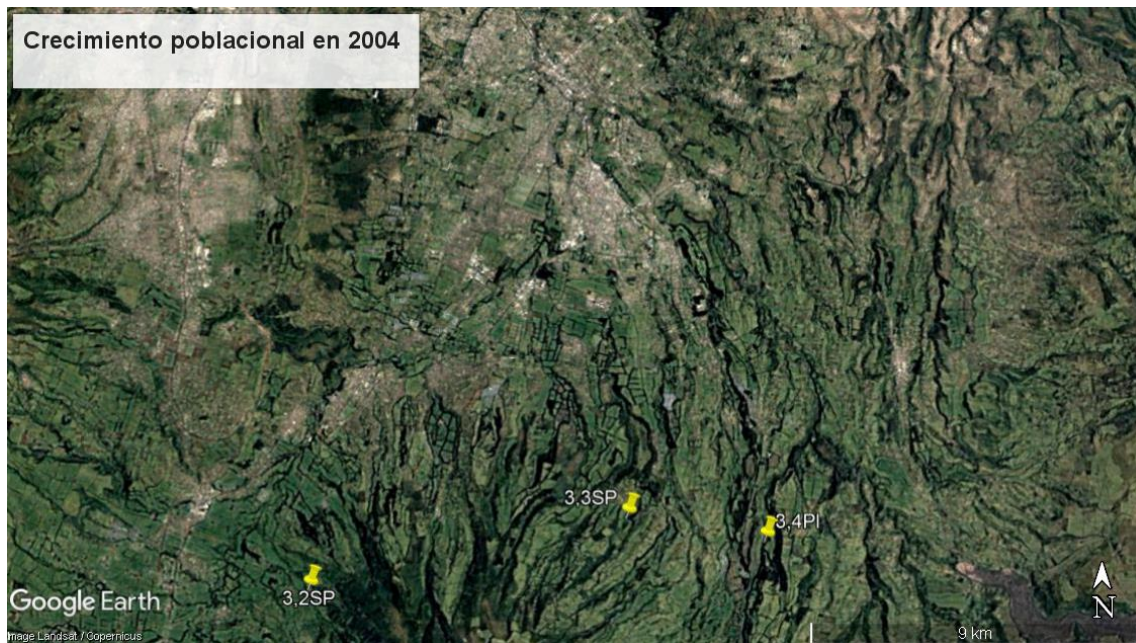 Crecimiento poblacional en 2004
3,3SP
3,4PI
3,2SP
Google Earth
N
Image Landsat / Copernicus
9 km